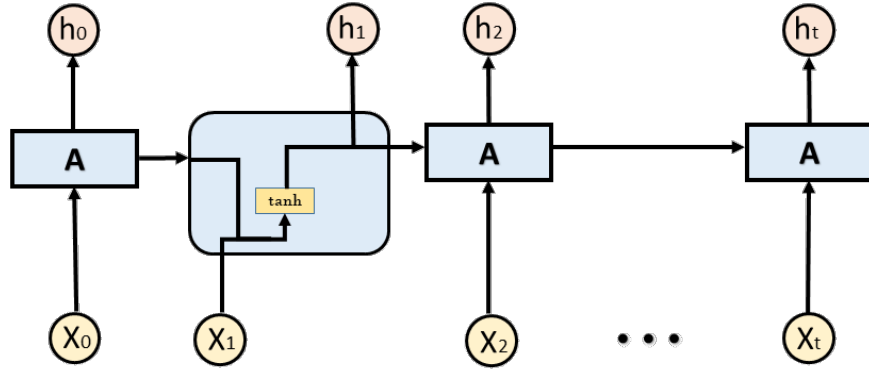 h₀ h₁ h₂ hₜ
A A A
tanh
X₀ X₁ X₂ Xₜ